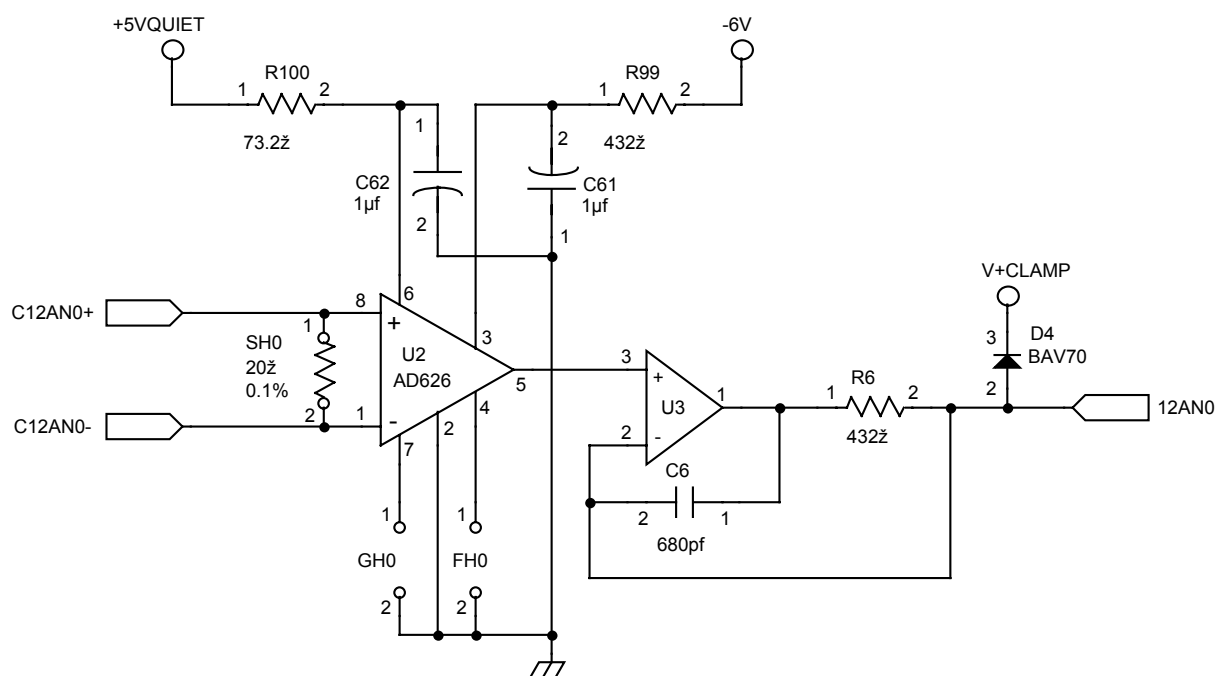 +5VQUIET
-6V
R100
R99
1
2
1
2
73.2ž
432ž
1
2
C62
1µf
C61
1µf
2
1
V+CLAMP
C12AN0+
8
6
+
3
1
SH0
20ž
0.1%
2
U2
AD626
5
3
D4
BAV70
2
3
+
1
U3
1
R6
2
432ž
12AN0
C12AN0-
1
-
7
2
4
2
-
C6
2
1
680pf
1
1
GH0
FH0
2
2